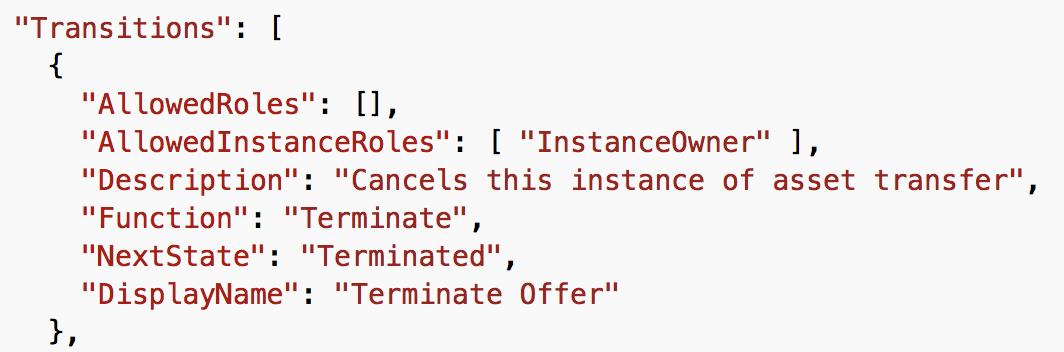 "Transitions": [
{
"AllowedRoles": [],
"AllowedInstanceRoles": [ "InstanceOwner" ],
"Description": "Cancels this instance of asset transfer",
"Function": "Terminate",
"NextState": "Terminated",
"DisplayName": "Terminate Offer"
},